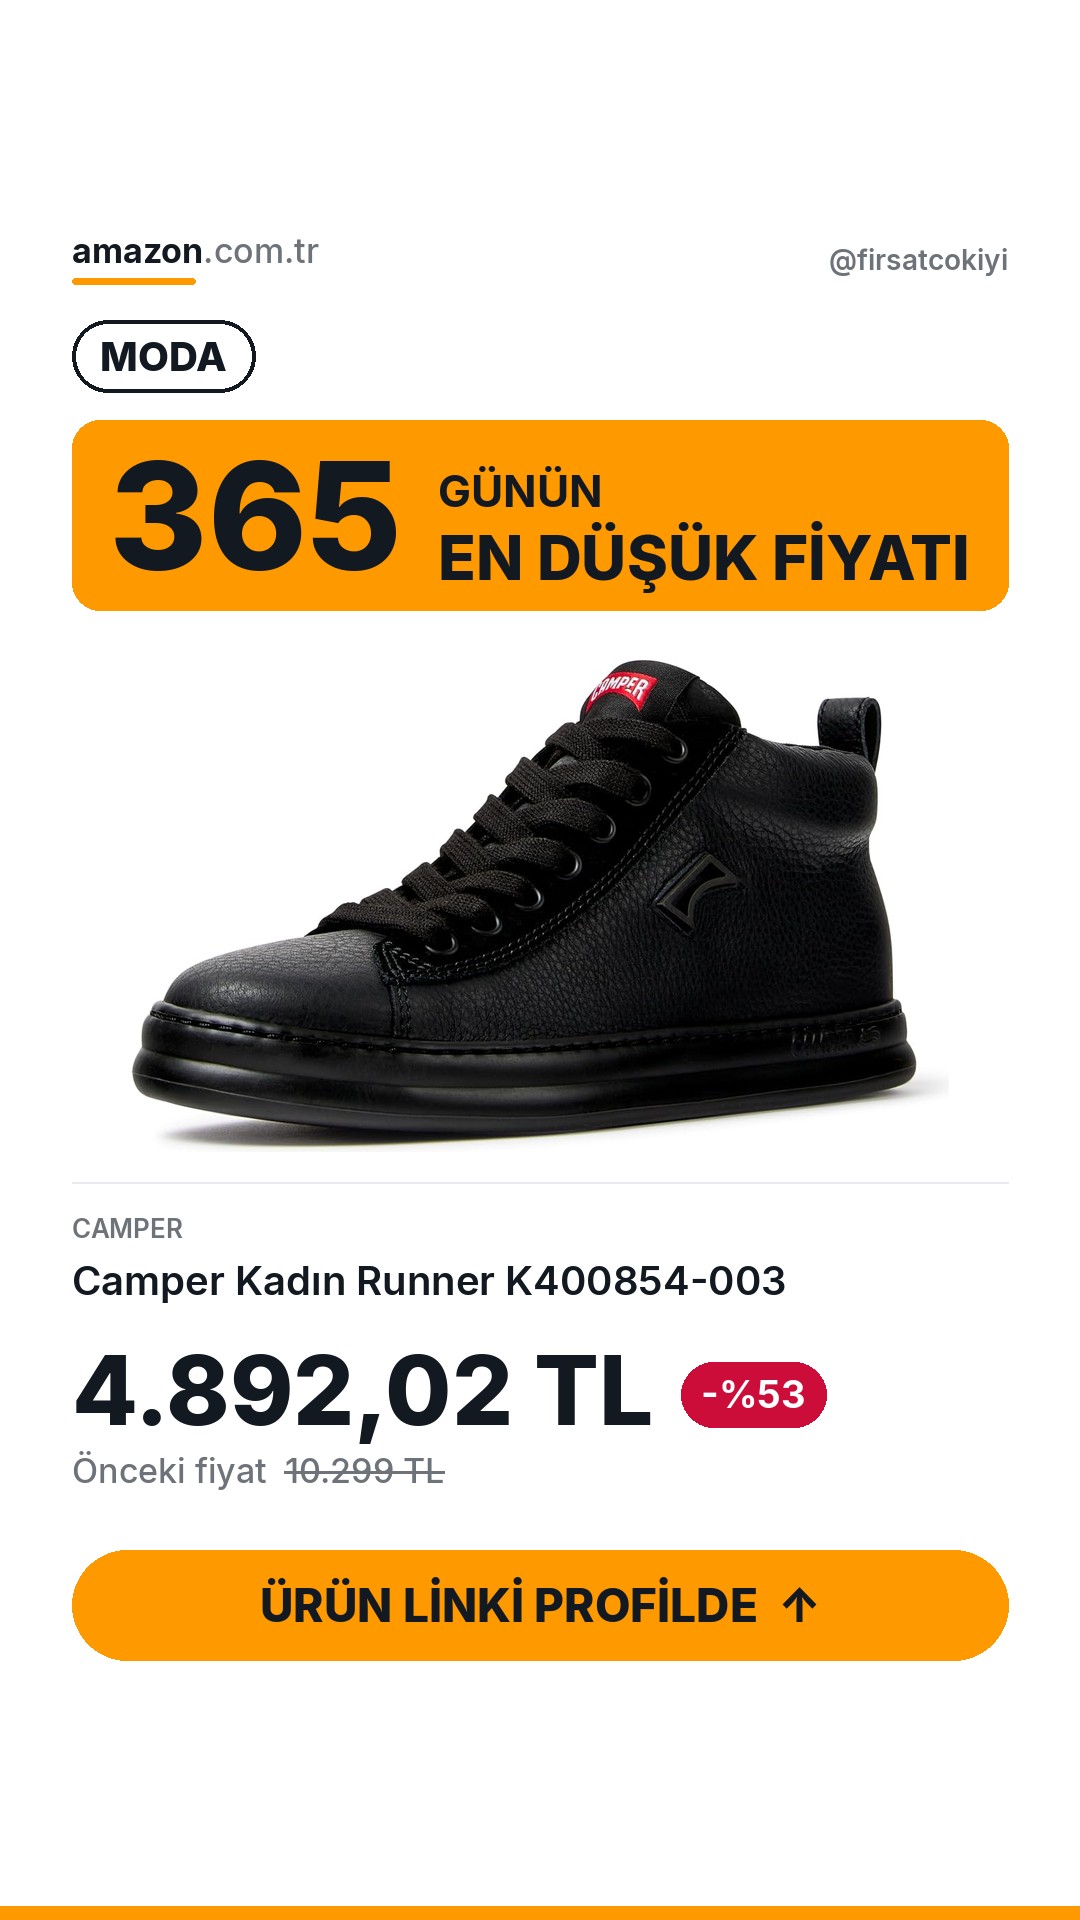 amazon.com.tr
@firsatcokiyi
MODA
365 GÜNÜN
EN DÜŞÜK FİYATI
CAMPER
CAMPER
Camper Kadın Runner K400854-003
4.892,02 TL -%53
Önceki fiyat 10.299 TL
ÜRÜN LİNKİ PROFİLDE ↑